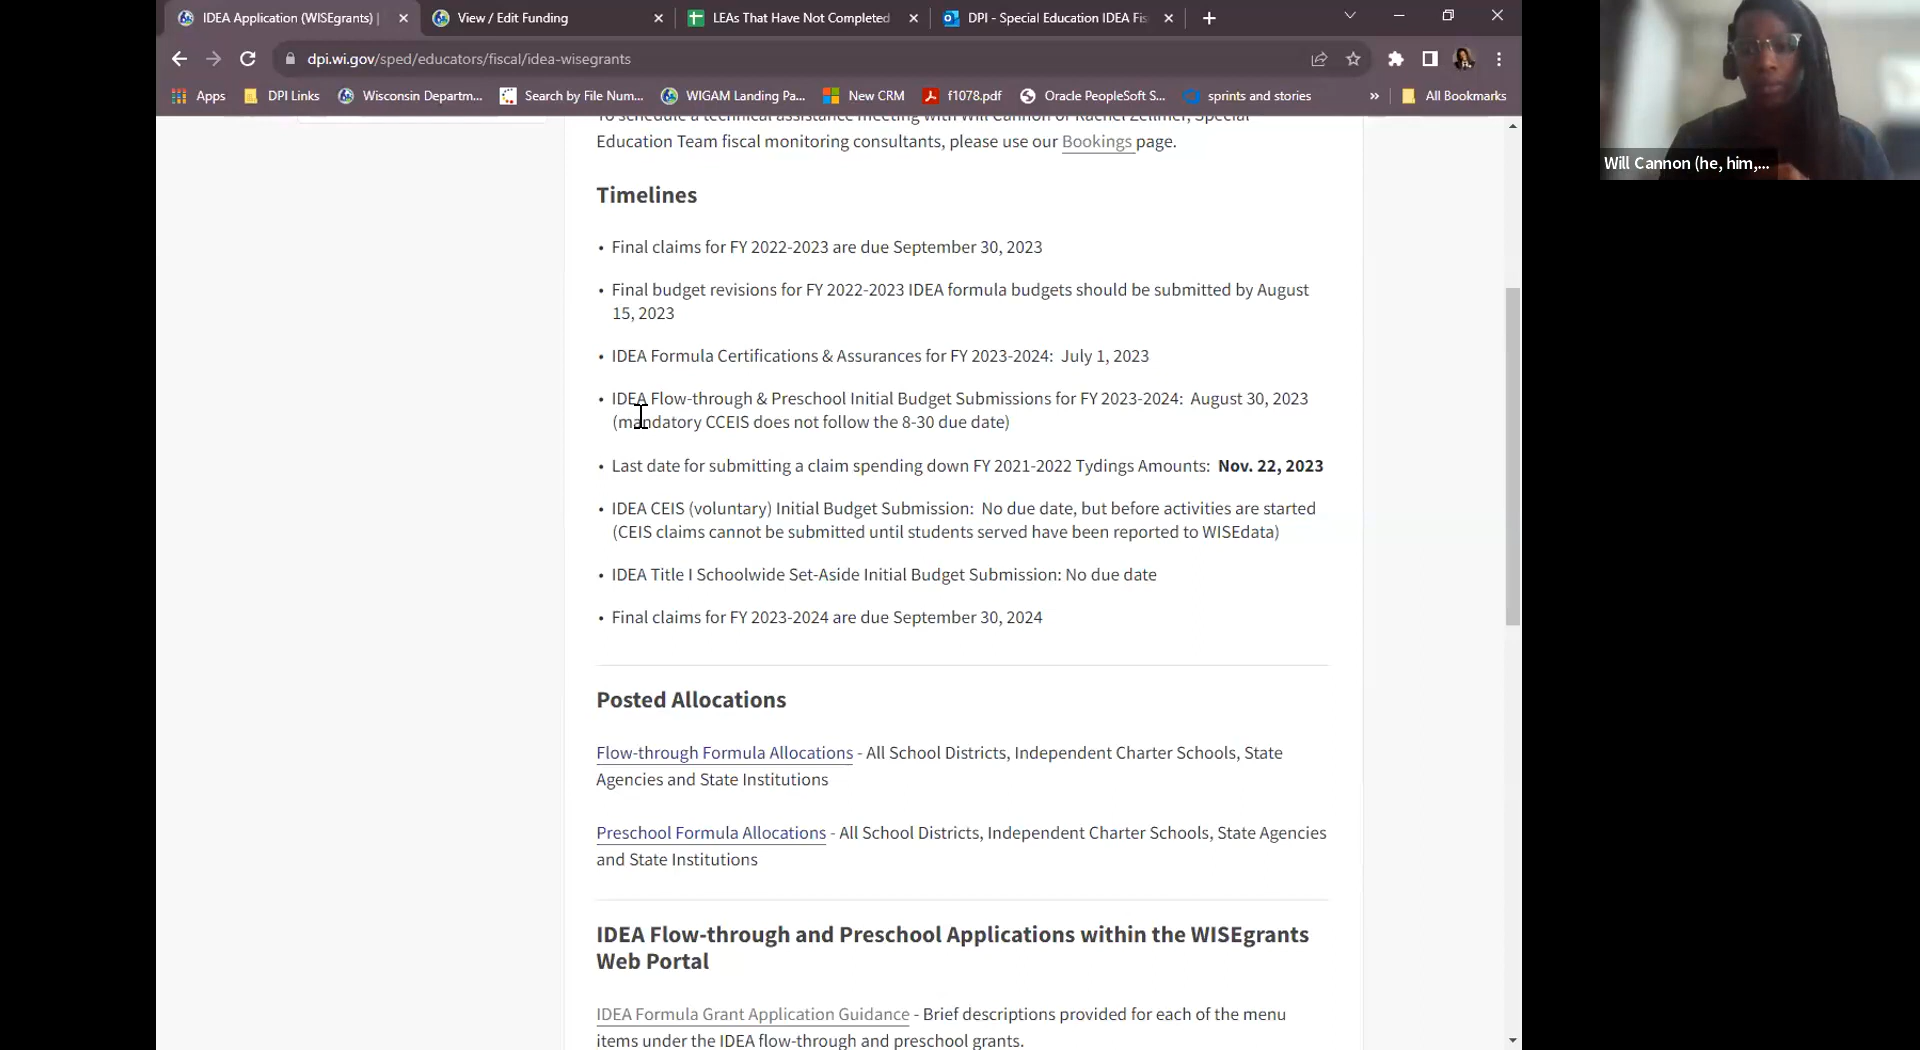 IDEA Application (WISEgrants) |
View / Edit Funding
LEAs That Have Not Completed
DPI - Special Education IDEA Fis
dpi.wi.gov/sped/educators/fiscal/idea-wisegrants
Apps DPI Links Wisconsin Departm... Search by File Num... WIGAM Landing Pa... New CRM f1078.pdf Oracle PeopleSoft S... sprints and stories » All Bookmarks
Will Cannon (he, him,...
To schedule a technical assistance meeting with Will Cannon or Rachel Zellmer, Special
Education Team fiscal monitoring consultants, please use our Bookings page.
Timelines
• Final claims for FY 2022-2023 are due September 30, 2023
• Final budget revisions for FY 2022-2023 IDEA formula budgets should be submitted by August
15, 2023
• IDEA Formula Certifications & Assurances for FY 2023-2024: July 1, 2023
• IDEA Flow-through & Preschool Initial Budget Submissions for FY 2023-2024: August 30, 2023
(mandatory CCEIS does not follow the 8-30 due date)
• Last date for submitting a claim spending down FY 2021-2022 Tydings Amounts: Nov. 22, 2023
• IDEA CEIS (voluntary) Initial Budget Submission: No due date, but before activities are started
(CEIS claims cannot be submitted until students served have been reported to WISEdata)
• IDEA Title I Schoolwide Set-Aside Initial Budget Submission: No due date
• Final claims for FY 2023-2024 are due September 30, 2024
Posted Allocations
Flow-through Formula Allocations - All School Districts, Independent Charter Schools, State
Agencies and State Institutions
Preschool Formula Allocations - All School Districts, Independent Charter Schools, State Agencies
and State Institutions
IDEA Flow-through and Preschool Applications within the WISEgrants
Web Portal
IDEA Formula Grant Application Guidance - Brief descriptions provided for each of the menu
items under the IDEA flow-through and preschool grants.